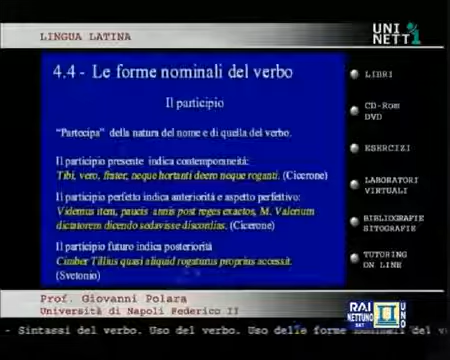 LINGUA LATINA
UNI
NETT
4.4 - Le forme nominali del verbo
Il participio
"Partecipa" della natura del nome e di quella del verbo.
Il participio presente indica contemporaneità:
Tibi, vero, frater, neque hortanti deero neque roganti. (Cicerone)
Il participio perfetto indica anteriorità e aspetto perfettivo:
Videmus item, paucis annis post reges exactos, M. Valerium
dictatorem dicendo sedavisse discordias. (Cicerone)
Il participio futuro indica posteriorità
Cimber Tillius quasi aliquid rogaturus proprius accessit.
(Svetonio)
LIBRI
CD-Rom
DVD
ESERCIZI
LABORATORI
VIRTUALI
BIBLIOGRAFIE
SITOGRAFIE
TUTORING
ON LINE
Prof. Giovanni Polara
Università di Napoli Federico II
RAI
NETTUNO
SAT
UNO
- Sintassi del verbo. Uso del verbo. Uso delle forme nominali del v